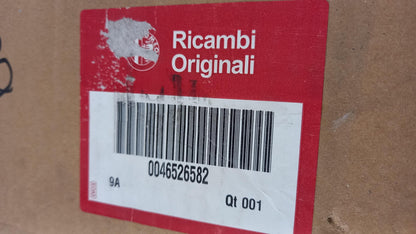 Ricambi
Originali
0046526582
9A
Qt 001